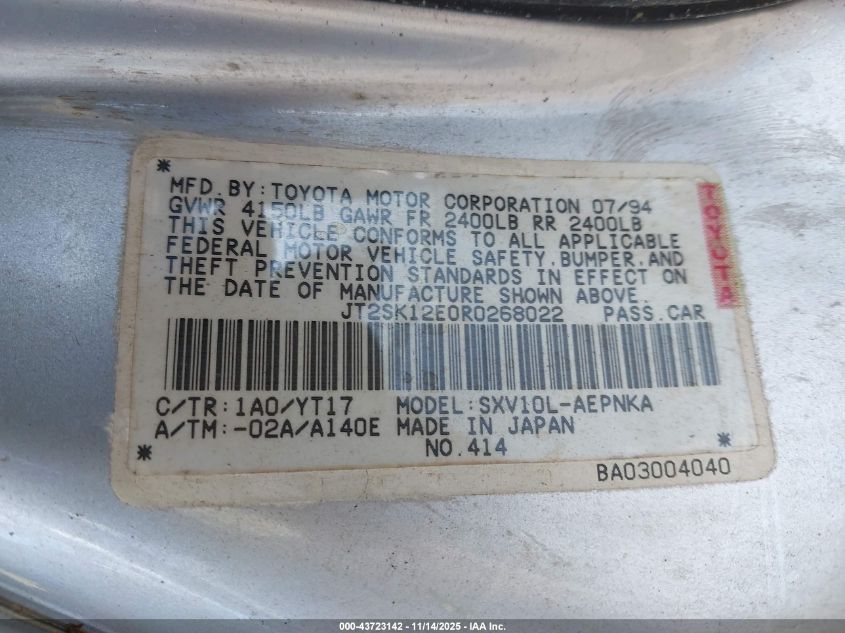 *
MFD.BY:TOYOTA MOTOR CORPORATION 07/94
GVWR 4150LB GAWR FR 2400LB RR 2400LB
THIS VEHICLE CONFORMS TO ALL APPLICABLE
FEDERAL MOTOR VEHICLE SAFETY.BUMPER.AND
THEFT PREVENTION STANDARDS IN EFFECT ON
THE DATE OF MANUFACTURE SHOWN ABOVE.
TOYOTA
JT2SK12E0R0268022 PASS.CAR
C/TR:1A0/YT17 MODEL:SXV10L-AEPNKA
A/TM:-02A/A140E MADE IN JAPAN
* NO.414 *
BA03004040
000-43723142 - 11/14/2025 - IAA Inc.